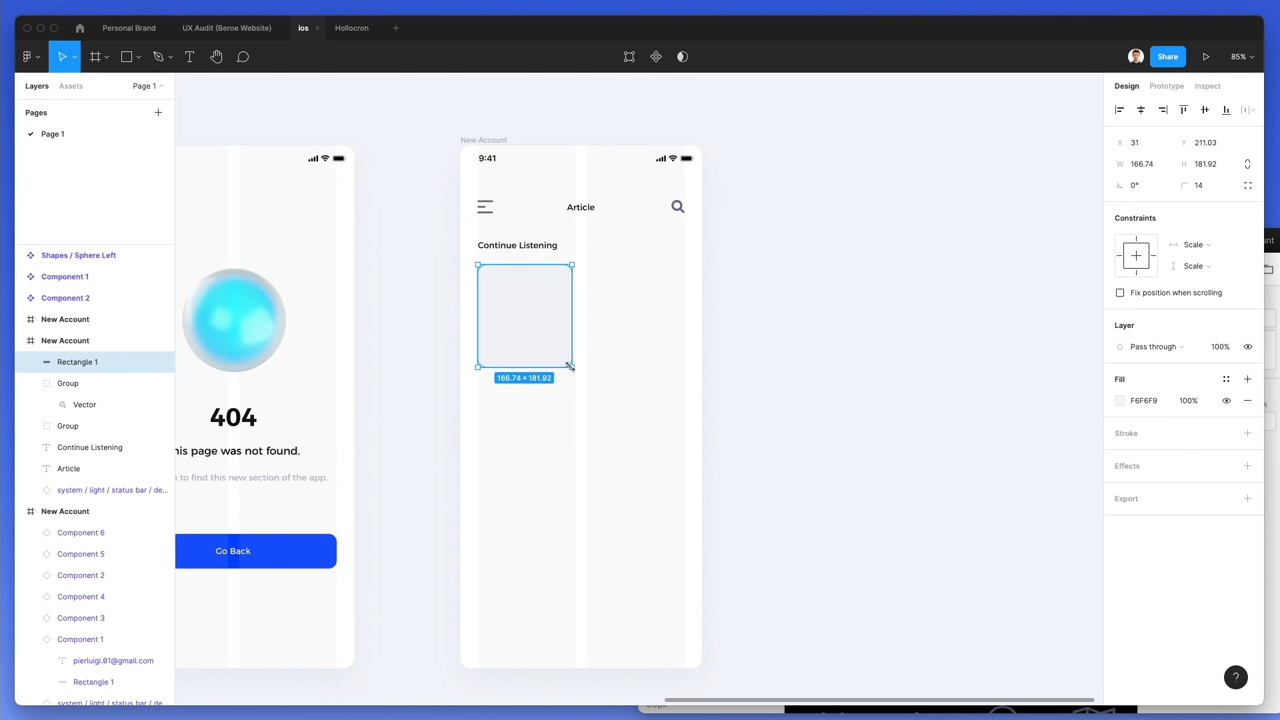 Personal Brand
UX Audit (Beroe Website)
ios
Hollocron
Share
85%
Layers
Assets
Page 1
Pages
Page 1
Shapes / Sphere Left
Component 1
Component 2
New Account
New Account
Rectangle 1
Group
Vector
Group
Continue Listening
Article
system / light / status bar / de...
New Account
Component 6
Component 5
Component 2
Component 4
Component 3
Component 1
pierluigi.01@gmail.com
Rectangle 1
404
his page was not found.
n to find this new section of the app.
Go Back
New Account
9:41
Article
Continue Listening
166.74 × 181.92
Design
Prototype
Inspect
X 31
Y 211.03
W 166.74
H 181.92
0°
14
Constraints
Scale
Scale
Fix position when scrolling
Layer
Pass through
100%
Fill
F6F6F9
100%
Stroke
Effects
Export
?